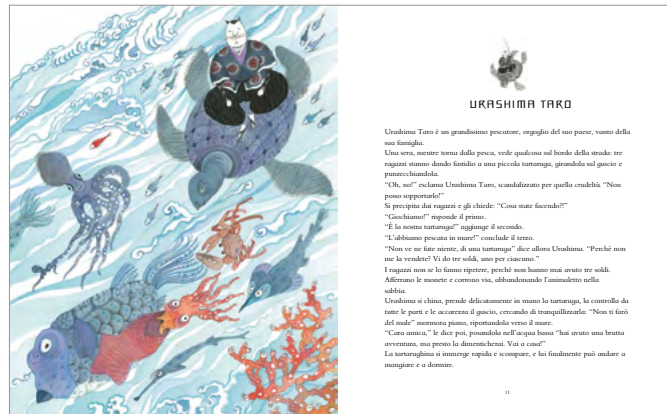 URASHIMA TARO
Urashima Taro è un grandissimo pescatore, orgoglio del suo paese, vanto della
sua famiglia.
Una sera, mentre torna dalla pesca, vede qualcosa sul bordo della strada: tre
ragazzi stanno dando fastidio a una piccola tartaruga, girandola sul guscio e
punzecchiandola.
“Oh, no!” esclama Urashima Taro, scandalizzato per quella crudeltà. “Non
posso sopportarlo!”
Si precipita dai ragazzi e gli chiede: “Cosa state facendo?!”
“Giochiamo!” risponde il primo.
“È la nostra tartaruga!” aggiunge il secondo.
“L’abbiamo pescata in mare!” conclude il terzo.
“Non ve ne fate niente, di una tartaruga” dice allora Urashima. “Perché non
me la vendete? Vi do tre soldi, uno per ciascuno.”
I ragazzi non se lo fanno ripetere, perché non hanno mai avuto tre soldi.
Afferrano le monete e corrono via, abbandonando l’animaletto nella
sabbia.
Urashima si china, prende delicatamente in mano la tartaruga, la controlla da
tutte le parti e le accarezza il guscio, cercando di tranquillizzarla: “Non ti farò
del male” mormora piano, riportandola verso il mare.
“Cara amica,” le dice poi, posandola nell’acqua bassa “hai avuto una brutta
avventura, ma presto la dimenticherai. Vai a casa!”
La tartarughina si immerge rapida e scompare, e lui finalmente può andare a
mangiare e a dormire.